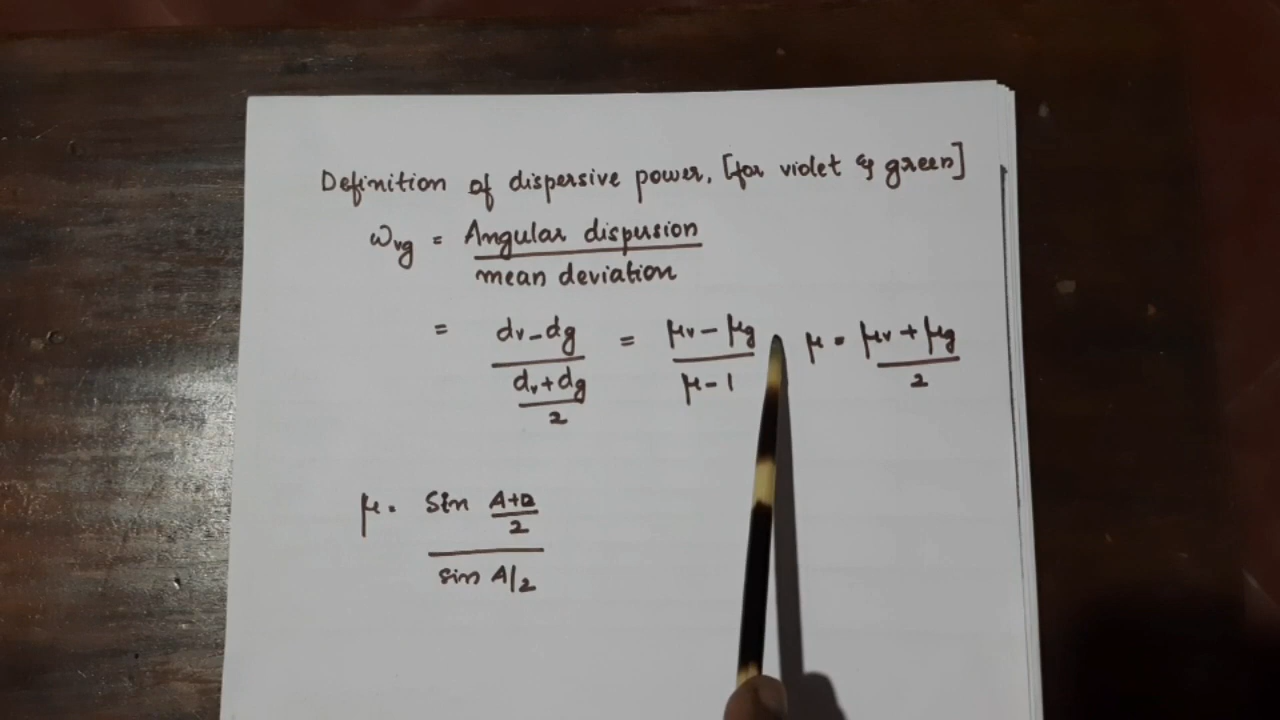 Definition of dispersive power. [for violet & green]
ωvg = Angular dispersion
mean deviation
= dv-dg = μv-μg μ = μv+μg
dv+dg μ-1 2
2
μ = Sin A+D
2
sin A/2